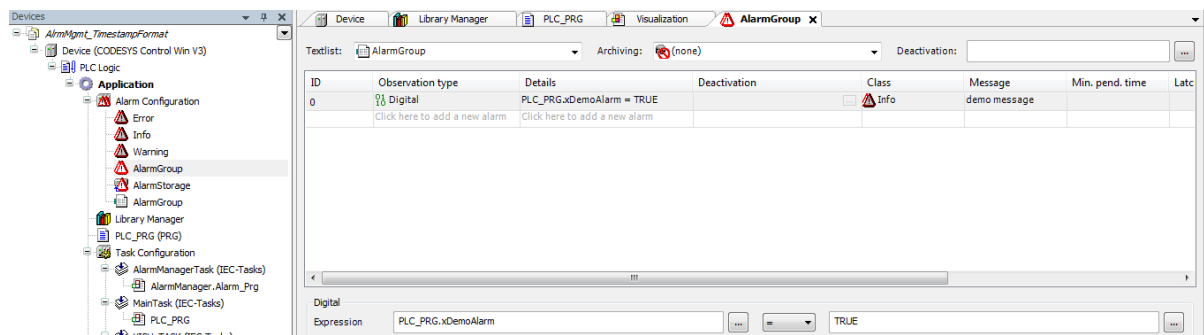 Devices
AlrmMgmt_TimestampFormat
Device (CODESYS Control Win V3)
PLC Logic
Application
Alarm Configuration
Error
Info
Warning
AlarmGroup
AlarmStorage
AlarmGroup
Library Manager
PLC_PRG (PRG)
Task Configuration
AlarmManagerTask (IEC-Tasks)
AlarmManager.Alarm_Prg
MainTask (IEC-Tasks)
PLC_PRG
Device Library Manager PLC_PRG Visualization AlarmGroup
Textlist: AlarmGroup Archiving: (none) Deactivation: ...
ID Observation type Details Deactivation Class Message Min. pend. time Latc
0 Digital PLC_PRG.xDemoAlarm = TRUE ... Info demo message
Click here to add a new alarm Click here to add a new alarm
Digital
Expression PLC_PRG.xDemoAlarm ... = TRUE ...